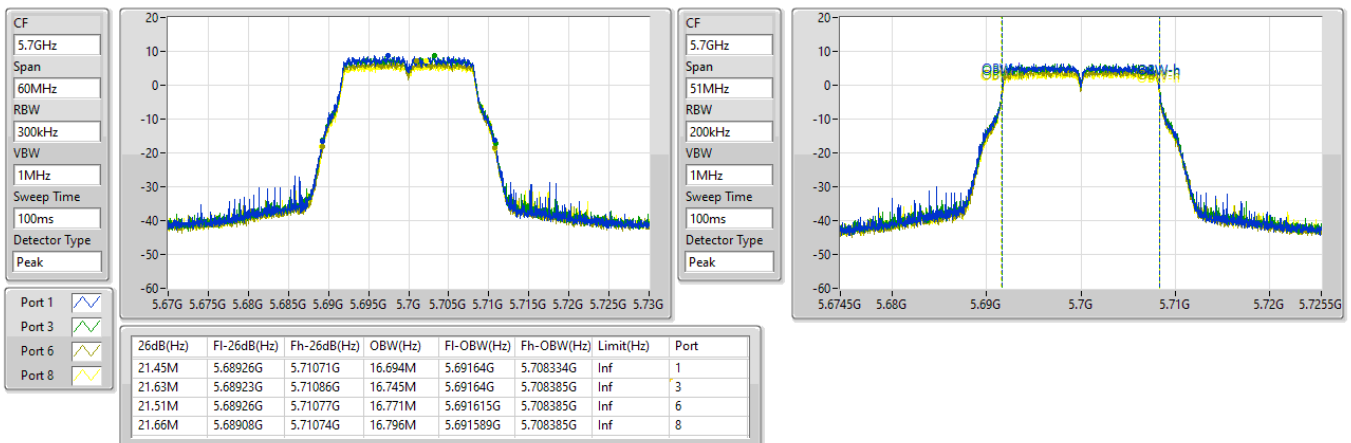 CF
5.7GHz
Span
60MHz
RBW
300kHz
VBW
1MHz
Sweep Time
100ms
Detector Type
Peak
20
10
0
-10
-20
-30
-40
-50
-60
5.67G 5.675G 5.68G 5.685G 5.69G 5.695G 5.7G 5.705G 5.71G 5.715G 5.72G 5.725G 5.73G
CF
5.7GHz
Span
51MHz
RBW
200kHz
VBW
1MHz
Sweep Time
100ms
Detector Type
Peak
20
10
0
-10
-20
-30
-40
-50
-60
OBW-h
5.6745G 5.68G 5.69G 5.7G 5.71G 5.72G 5.7255G
Port 1
Port 3
Port 6
Port 8
26dB(Hz) Fl-26dB(Hz) Fh-26dB(Hz) OBW(Hz) Fl-OBW(Hz) Fh-OBW(Hz) Limit(Hz) Port
21.45M 5.68926G 5.71071G 16.694M 5.69164G 5.708334G Inf 1
21.63M 5.68923G 5.71086G 16.745M 5.69164G 5.708385G Inf 3
21.51M 5.68926G 5.71077G 16.771M 5.691615G 5.708385G Inf 6
21.66M 5.68908G 5.71074G 16.796M 5.691589G 5.708385G Inf 8